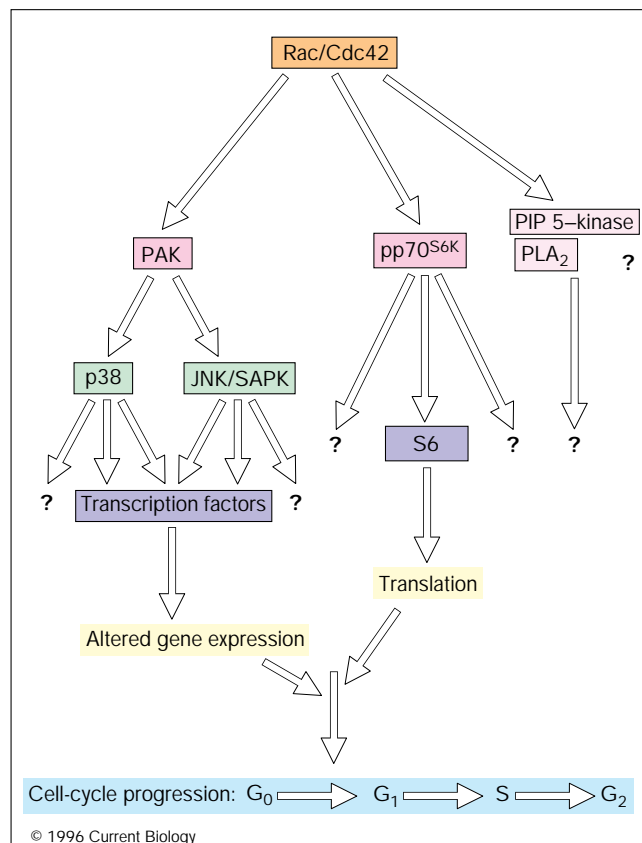 Rac/Cdc42
PIP 5–kinase
PAK
pp70S6K
PLA2 ?
p38 JNK/SAPK
? S6 ? ?
? Transcription factors ?
Translation
Altered gene expression
Cell-cycle progression: G0 G1 S G2
© 1996 Current Biology